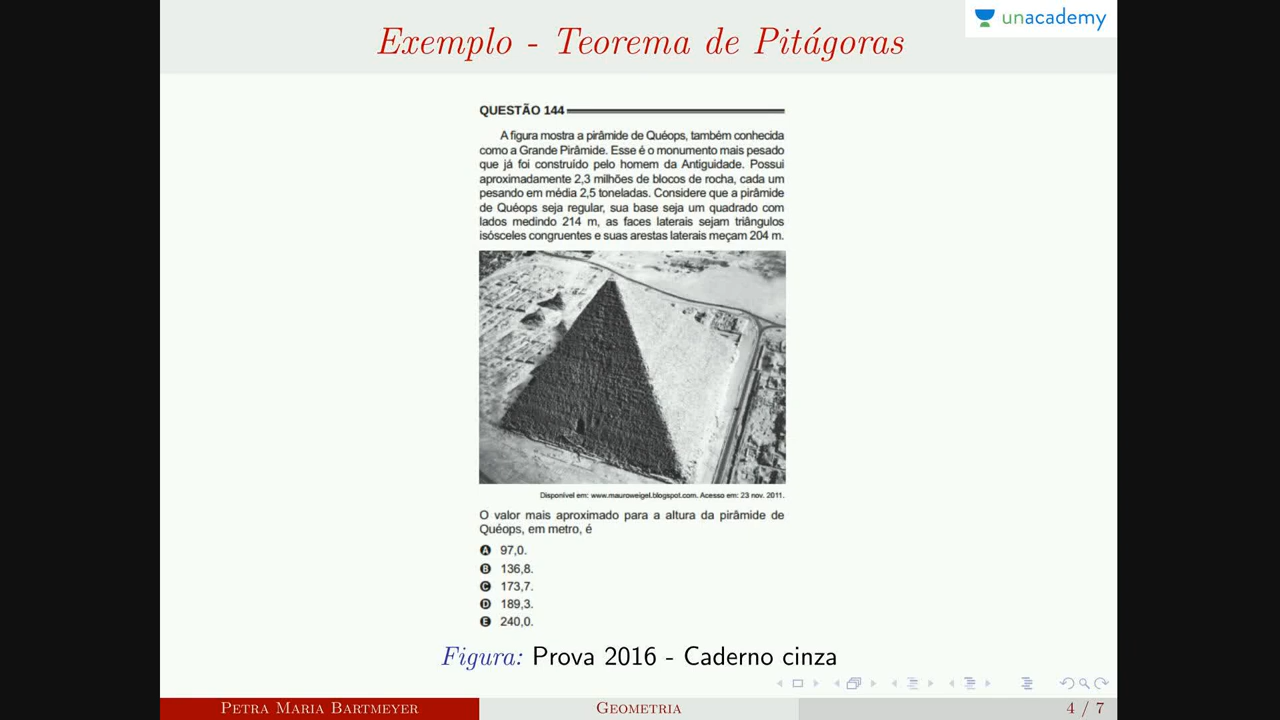 unacademy
Exemplo - Teorema de Pitágoras
QUESTÃO 144
A figura mostra a pirâmide de Quéops, também conhecida
como a Grande Pirâmide. Esse é o monumento mais pesado
que já foi construído pelo homem da Antiguidade. Possui
aproximadamente 2,3 milhões de blocos de rocha, cada um
pesando em média 2,5 toneladas. Considere que a pirâmide
de Quéops seja regular, sua base seja um quadrado com
lados medindo 214 m, as faces laterais sejam triângulos
isósceles congruentes e suas arestas laterais meçam 204 m.
Disponível em: www.mauroweigel.blogspot.com. Acesso em: 23 nov. 2011.
O valor mais aproximado para a altura da pirâmide de
Quéops, em metro, é
A 97,0.
B 136,8.
C 173,7.
D 189,3.
E 240,0.
Figura: Prova 2016 - Caderno cinza
Petra Maria Bartmeyer
Geometria
4 / 7